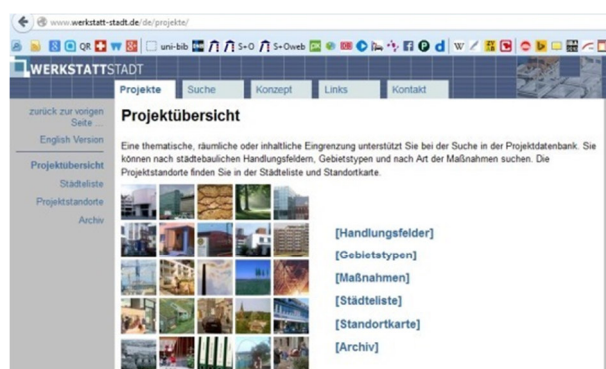 www.werkstatt-stadt.de/de/projekte/
QR uni-bib S+O S+Oweb
WERKSTATTSTADT
Projekte Suche Konzept Links Kontakt
zurück zur vorigen
Seite ...
English Version
Projektübersicht
Städteliste
Projektstandorte
Archiv
Projektübersicht
Eine thematische, räumliche oder inhaltliche Eingrenzung unterstützt Sie bei der Suche in der Projektdatenbank. Sie
können nach städtebaulichen Handlungsfeldern, Gebietstypen und nach Art der Maßnahmen suchen. Die
Projektstandorte finden Sie in der Städteliste und Standortkarte.
[Handlungsfelder]
[Gebietstypen]
[Maßnahmen]
[Städteliste]
[Standortkarte]
[Archiv]